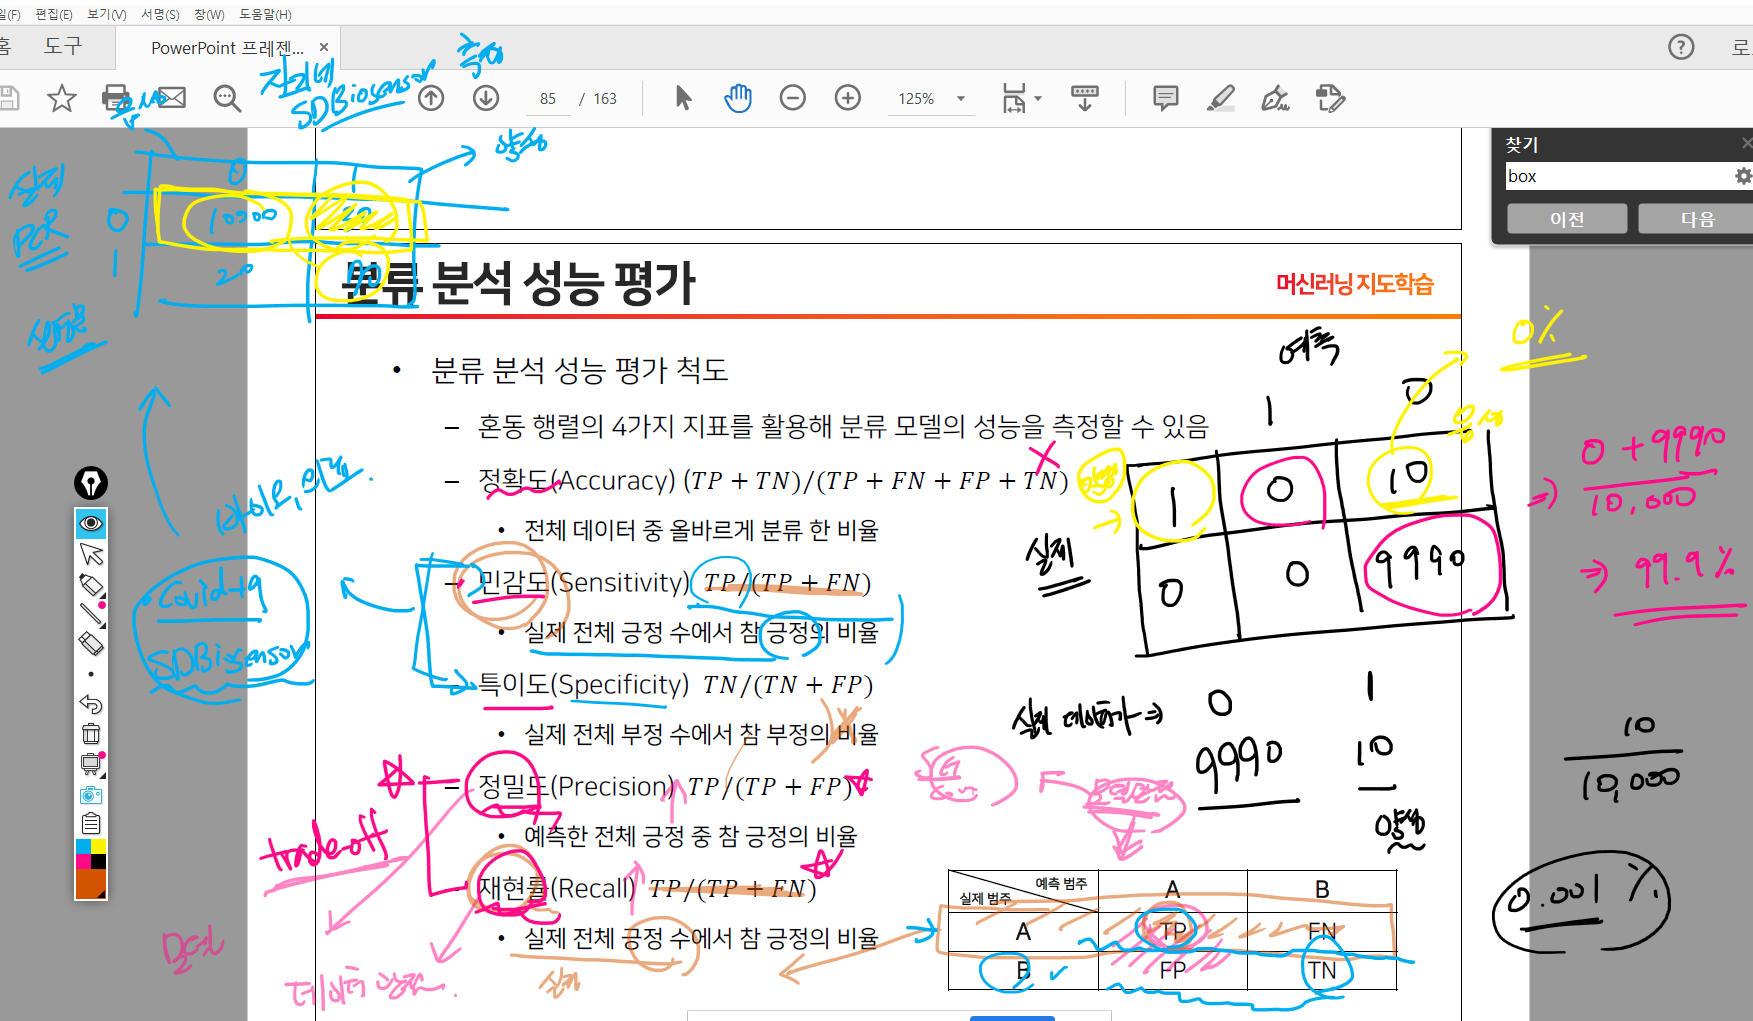 일(F) 편집(E) 보기(V) 서명(S) 창(W) 도움말(H)
홈 도구 PowerPoint 프레젠... × ? 로
85 / 163 125%
찾기
box
이전 다음
자가진단
SDBiosensor
음성
양성
실제
PCR
0 1
0 10000
1 20 90
분류 분석 성능 평가
머신러닝 지도학습
• 분류 분석 성능 평가 척도
– 혼동 행렬의 4가지 지표를 활용해 분류 모델의 성능을 측정할 수 있음
– 정확도(Accuracy) (TP + TN)/(TP + FN + FP + TN)
• 전체 데이터 중 올바르게 분류 한 비율
– 민감도(Sensitivity) TP/(TP + FN)
• 실제 전체 긍정 수에서 참 긍정의 비율
– 특이도(Specificity) TN/(TN + FP)
• 실제 전체 부정 수에서 참 부정의 비율
– 정밀도(Precision) TP/(TP + FP)
• 예측한 전체 긍정 중 참 긍정의 비율
– 재현률(Recall) TP/(TP + FN)
• 실제 전체 긍정 수에서 참 긍정의 비율
바이오, 의료.
Covid-19
SDBiosensor
trade-off
예측
1 0
음성
실제
1 0 10
0 0 9990
0%
0 + 9990
10,000
⇒ 99.9%
실제 데이터가 ⇒ 0 1
9990 10
양성
10
10,000
0.001%
예측 범주
실제 범주
A B
A TP FN
B FP TN
실제